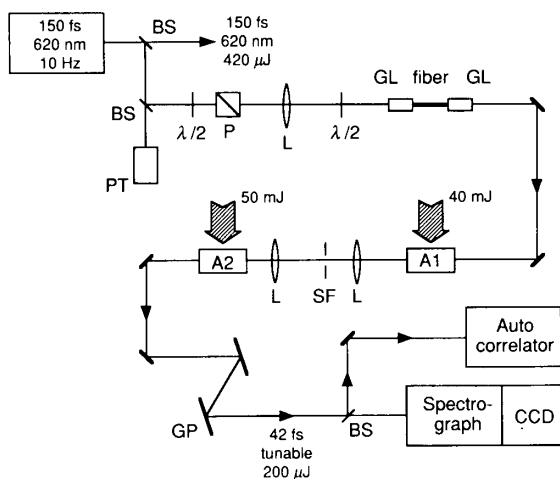 150 fs
620 nm
10 Hz
BS
150 fs
620 nm
420 μJ
BS
λ/2
P
L
λ/2
GL fiber GL
PT
50 mJ
40 mJ
A2
L
SF
L
A1
Auto
correlator
GP
42 fs
tunable
200 μJ
BS
Spectro-
graph
CCD